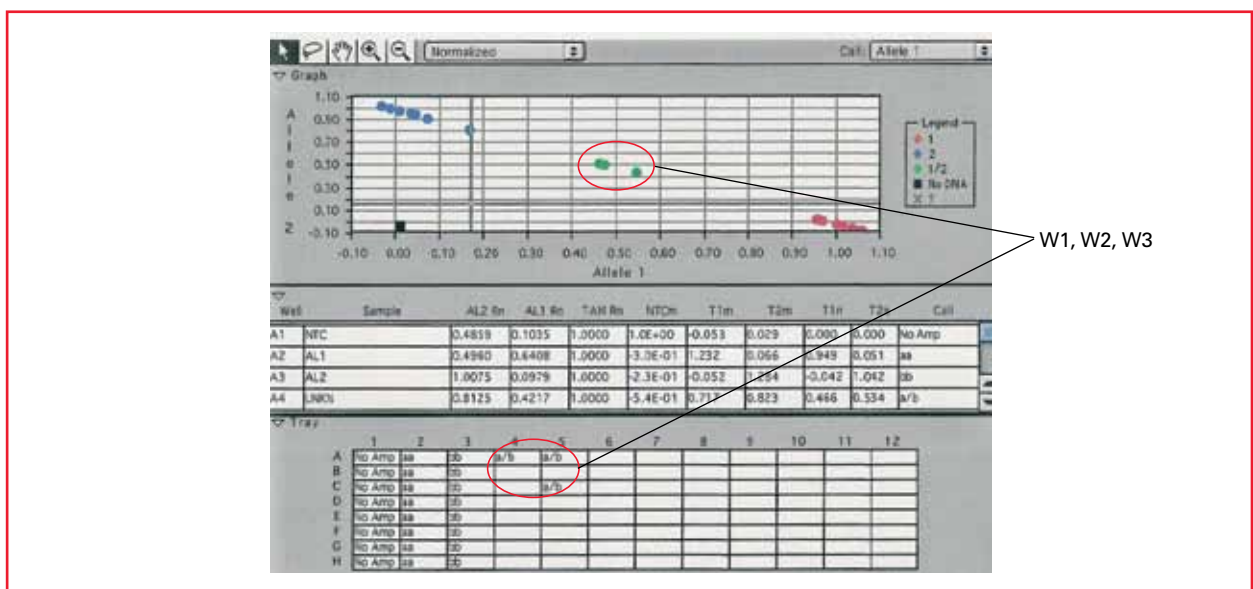 Normalized Call: Allele 1
Graph
Allele 2
1.10
0.90
0.70
0.30
0.10
-0.10
-0.10 0.00 0.10 0.20 0.30 0.40 0.50 0.60 0.70 0.80 0.90 1.00 1.10
Allele 1
Legend
1
2
1/2
No DNA
?
W1, W2, W3
Well Sample AL2 Rn AL1 Rn TAM Rn NTCm T1m T2m T1n T2n Call
A1 NTC 0.4859 0.1035 1.0000 1.0E+00 -0.053 0.029 0.000 0.000 No Amp
A2 AL1 0.4960 0.6408 1.0000 -3.0E-01 1.232 0.066 0.949 0.051 aa
A3 AL2 1.0075 0.0979 1.0000 -2.3E-01 -0.052 -0.042 1.042 bb
A4 0.8125 0.4217 1.0000 -5.4E-01 0.717 0.823 0.466 0.534 a/b
Tray
1 2 3 4 5 6 7 8 9 10 11 12
A No Amp aa bb a/b a/b
B No Amp aa bb
C No Amp aa bb a/b
D No Amp aa bb
E No Amp aa bb
F No Amp aa bb
G No Amp aa bb
H No Amp aa bb